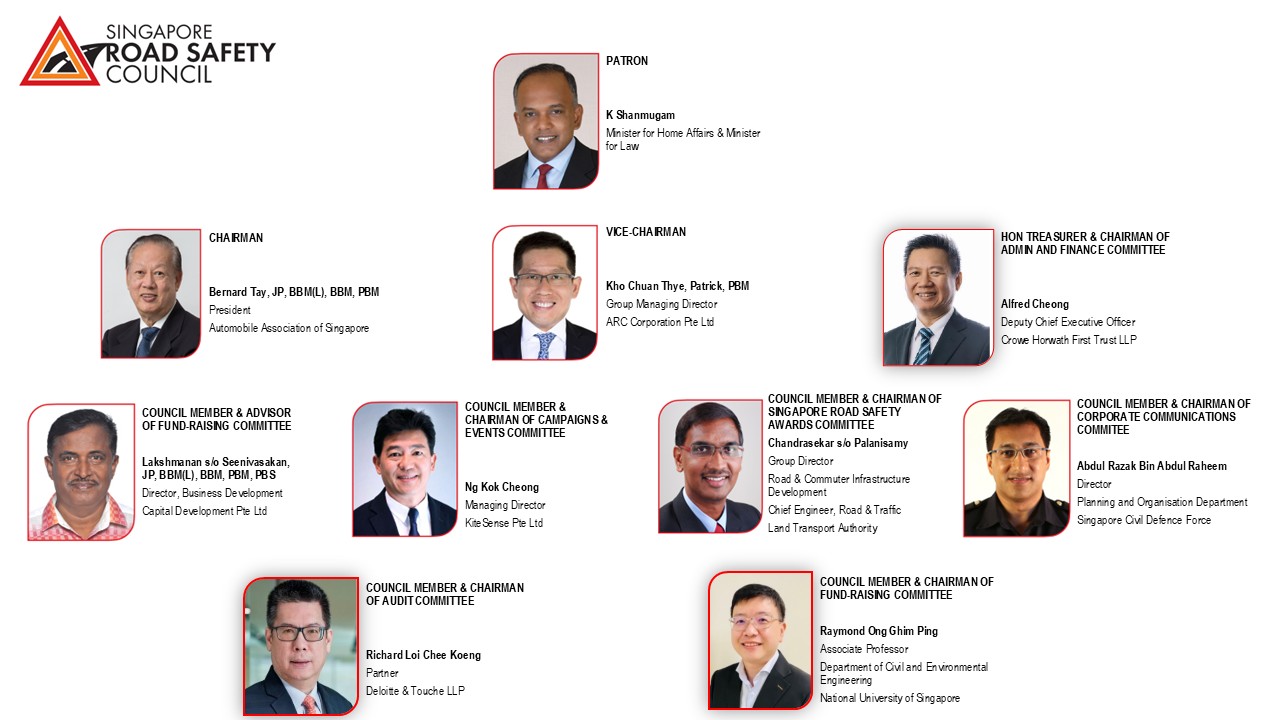 SINGAPORE
ROAD SAFETY
COUNCIL
PATRON
K Shanmugam
Minister for Home Affairs & Minister
for Law
CHAIRMAN
Bernard Tay, JP, BBM(L), BBM, PBM
President
Automobile Association of Singapore
VICE-CHAIRMAN
Kho Chuan Thye, Patrick, PBM
Group Managing Director
ARC Corporation Pte Ltd
HON TREASURER & CHAIRMAN OF
ADMIN AND FINANCE COMMITTEE
Alfred Cheong
Deputy Chief Executive Officer
Crowe Horwath First Trust LLP
COUNCIL MEMBER & ADVISOR
OF FUND-RAISING COMMITTEE
Lakshmanan s/o Seenivasakan,
JP, BBM(L), BBM, PBM, PBS
Director, Business Development
Capital Development Pte Ltd
COUNCIL MEMBER &
CHAIRMAN OF CAMPAIGNS &
EVENTS COMMITTEE
Ng Kok Cheong
Managing Director
KiteSense Pte Ltd
COUNCIL MEMBER & CHAIRMAN OF
SINGAPORE ROAD SAFETY
AWARDS COMMITTEE
Chandrasekar s/o Palanisamy
Group Director
Road & Commuter Infrastructure
Development
Chief Engineer, Road & Traffic
Land Transport Authority
COUNCIL MEMBER & CHAIRMAN OF
CORPORATE COMMUNICATIONS
COMMITEE
Abdul Razak Bin Abdul Raheem
Director
Planning and Organisation Department
Singapore Civil Defence Force
COUNCIL MEMBER & CHAIRMAN
OF AUDIT COMMITTEE
Richard Loi Chee Koeng
Partner
Deloitte & Touche LLP
COUNCIL MEMBER & CHAIRMAN OF
FUND-RAISING COMMITTEE
Raymond Ong Ghim Ping
Associate Professor
Department of Civil and Environmental
Engineering
National University of Singapore